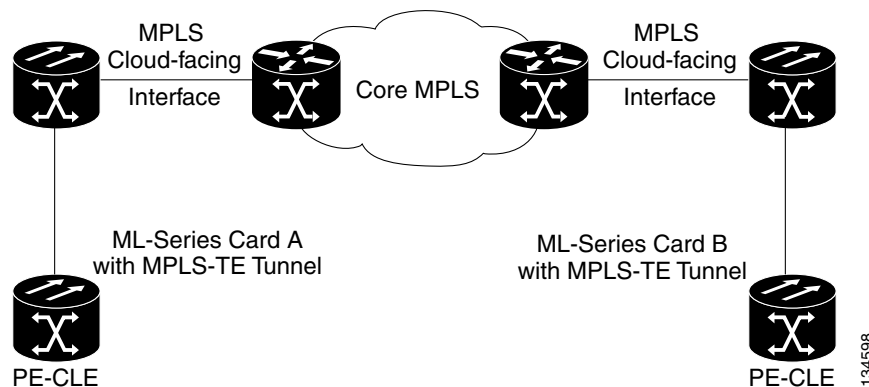 MPLS
Cloud-facing
Interface
Core MPLS
MPLS
Cloud-facing
Interface
ML-Series Card A
with MPLS-TE Tunnel
ML-Series Card B
with MPLS-TE Tunnel
PE-CLE
PE-CLE
134598